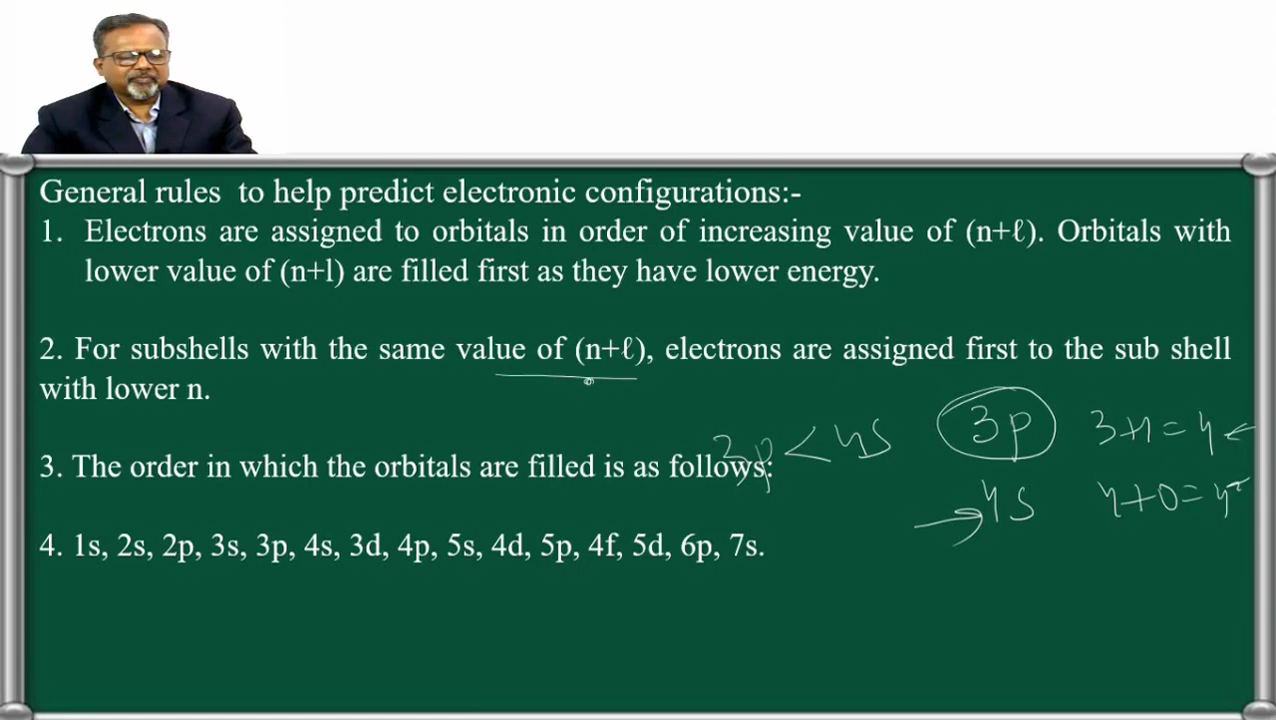 General rules to help predict electronic configurations:-
1. Electrons are assigned to orbitals in order of increasing value of (n+ℓ). Orbitals with
lower value of (n+l) are filled first as they have lower energy.
2. For subshells with the same value of (n+ℓ), electrons are assigned first to the sub shell
with lower n.
3p < 4s
3p 3+1=4
3. The order in which the orbitals are filled is as follows:
4s 4+0=4
4. 1s, 2s, 2p, 3s, 3p, 4s, 3d, 4p, 5s, 4d, 5p, 4f, 5d, 6p, 7s.